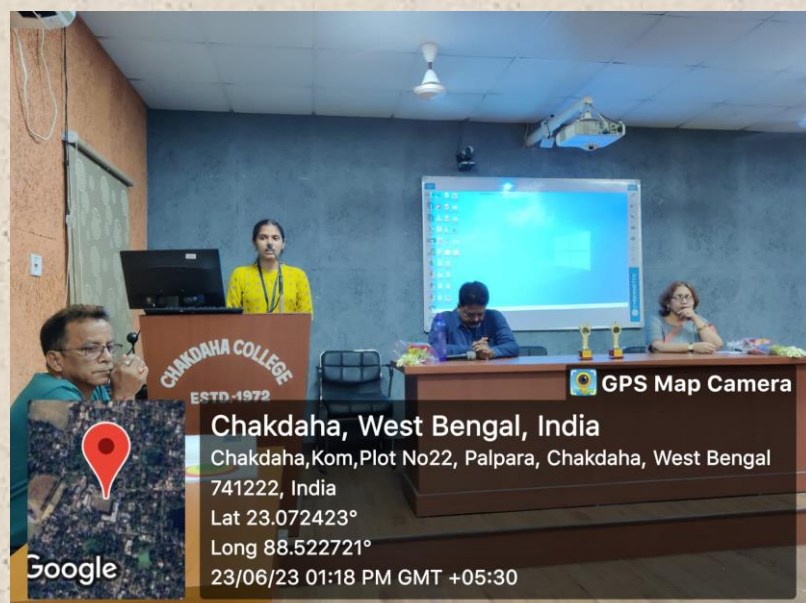 CHAKDAHA COLLEGE
ESTD-1972
GPS Map Camera
Chakdaha, West Bengal, India
Chakdaha,Kom,Plot No22, Palpara, Chakdaha, West Bengal
741222, India
Lat 23.072423°
Long 88.522721°
23/06/23 01:18 PM GMT +05:30
Google